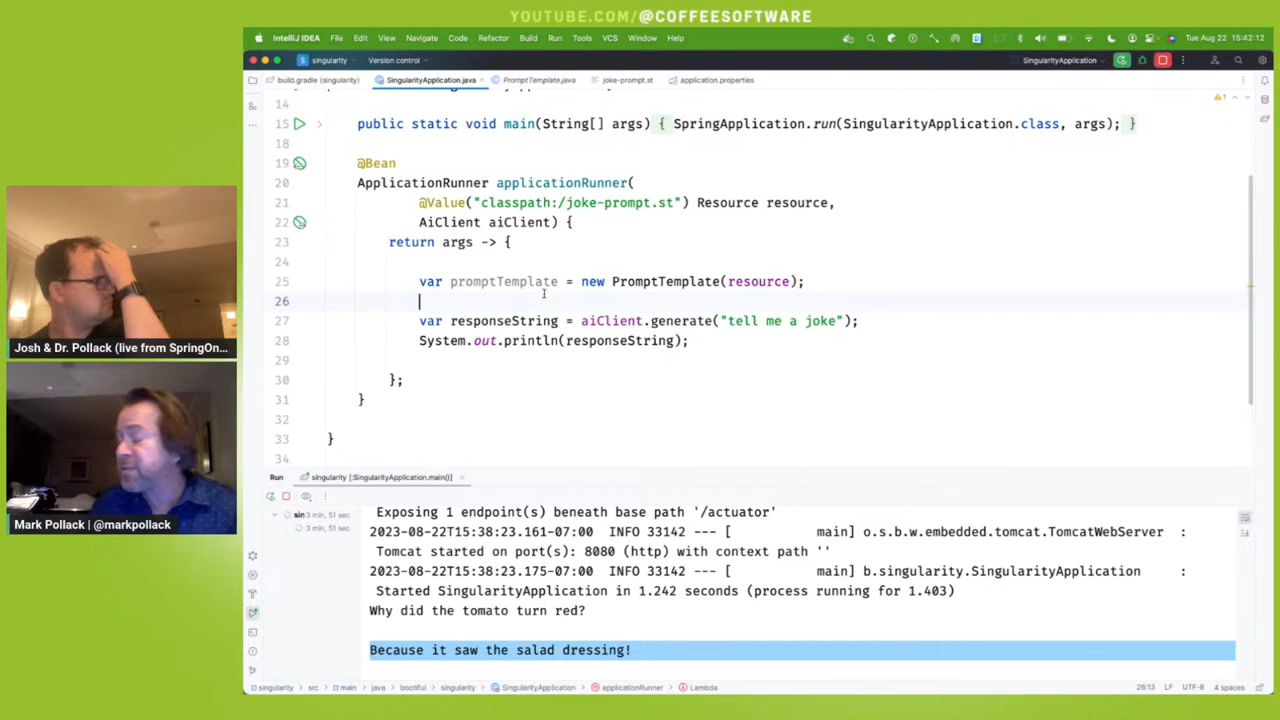 YOUTUBE.COM/@COFFEESOFTWARE
IntelliJ IDEA File Edit View Navigate Code Refactor Build Run Tools VCS Window Help Tue Aug 22 15:42:12
singularity Version control SingularityApplication
build.gradle (singularity) SingularityApplication.java PromptTemplate.java joke-prompt.st application.properties
14
15 public static void main(String[] args) { SpringApplication.run(SingularityApplication.class, args); }
18
19 @Bean
20 ApplicationRunner applicationRunner(
21 @Value("classpath:/joke-prompt.st") Resource resource,
22 AiClient aiClient) {
23 return args -> {
24
25 var promptTemplate = new PromptTemplate(resource);
26
27 var responseString = aiClient.generate("tell me a joke");
28 System.out.println(responseString);
29
30 };
31 }
32
33 }
34
1
Josh & Dr. Pollack (live from SpringOn...
Mark Pollack | @markpollack
Run singularity [:SingularityApplication.main()]
sin 3 min, 51 sec
3 min, 51 sec
Exposing 1 endpoint(s) beneath base path '/actuator'
2023-08-22T15:38:23.161-07:00 INFO 33142 --- [ main] o.s.b.w.embedded.tomcat.TomcatWebServer :
Tomcat started on port(s): 8080 (http) with context path ''
2023-08-22T15:38:23.175-07:00 INFO 33142 --- [ main] b.singularity.SingularityApplication :
Started SingularityApplication in 1.242 seconds (process running for 1.403)
Why did the tomato turn red?
Because it saw the salad dressing!
singularity src main java bootiful singularity SingularityApplication applicationRunner Lambda 26:13 LF UTF-8 4 spaces